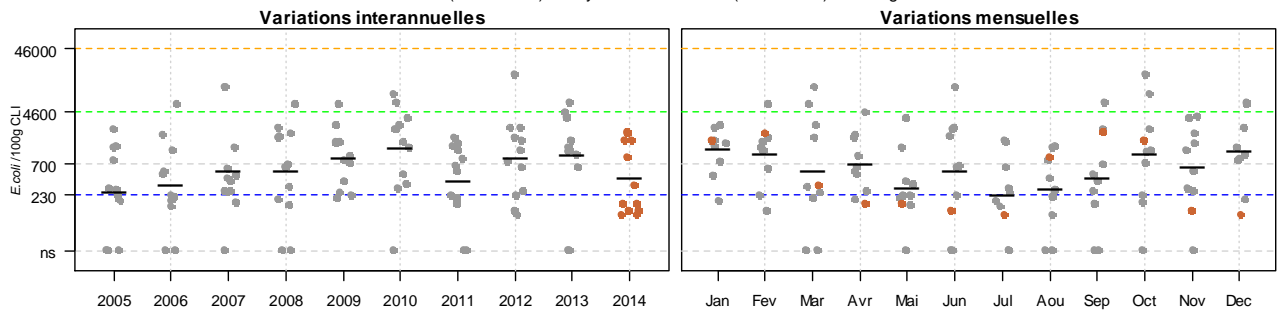 Variations interannuelles
Variations mensuelles
E.coli /100g CLI
46000
4600
700
230
ns
2005 2006 2007 2008 2009 2010 2011 2012 2013 2014
Jan Fev Mar Avr Mai Jun Jul Aou Sep Oct Nov Dec